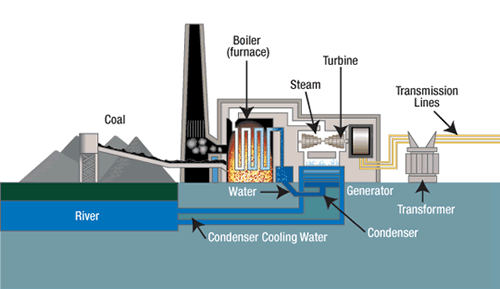 Boiler
(furnace)
Turbine
Steam
Transmission
Lines
Coal
Water
Generator
River
Transformer
Condenser
Condenser Cooling Water